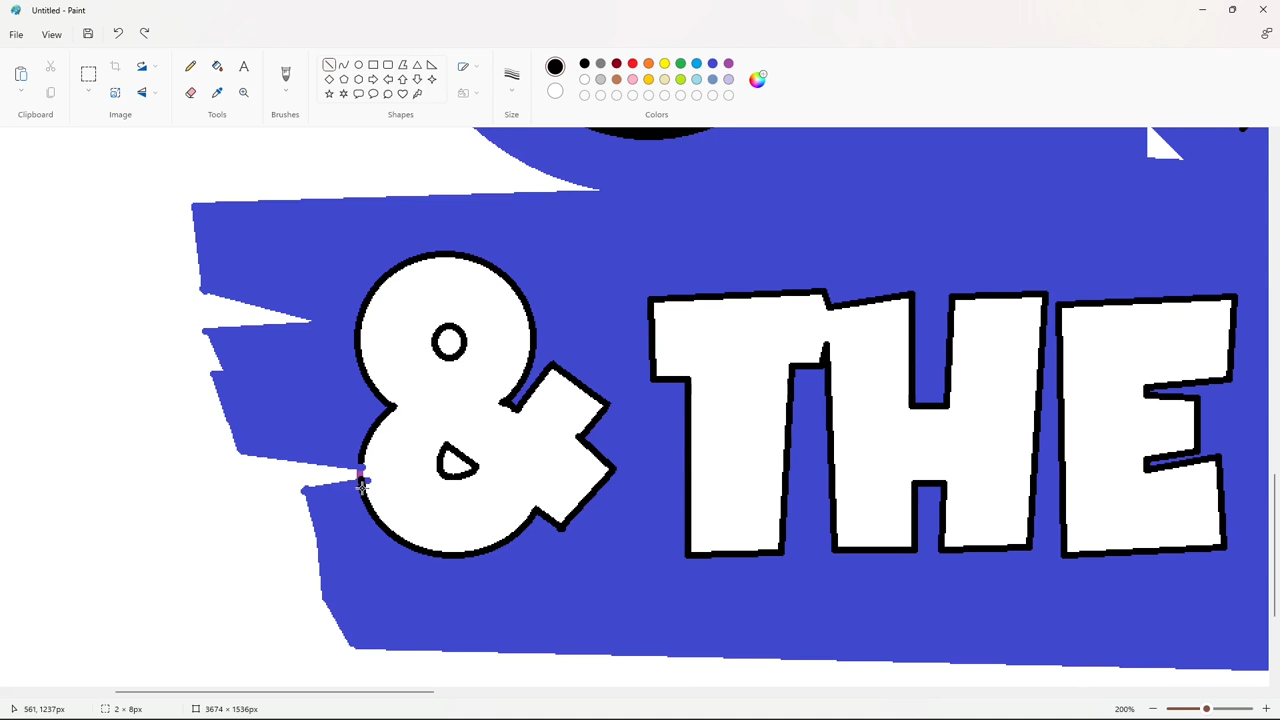 Untitled - Paint
File View
Clipboard Image Tools Brushes Shapes Size Colors
& THE
561, 1237px 2 × 8px 3674 × 1536px 200%